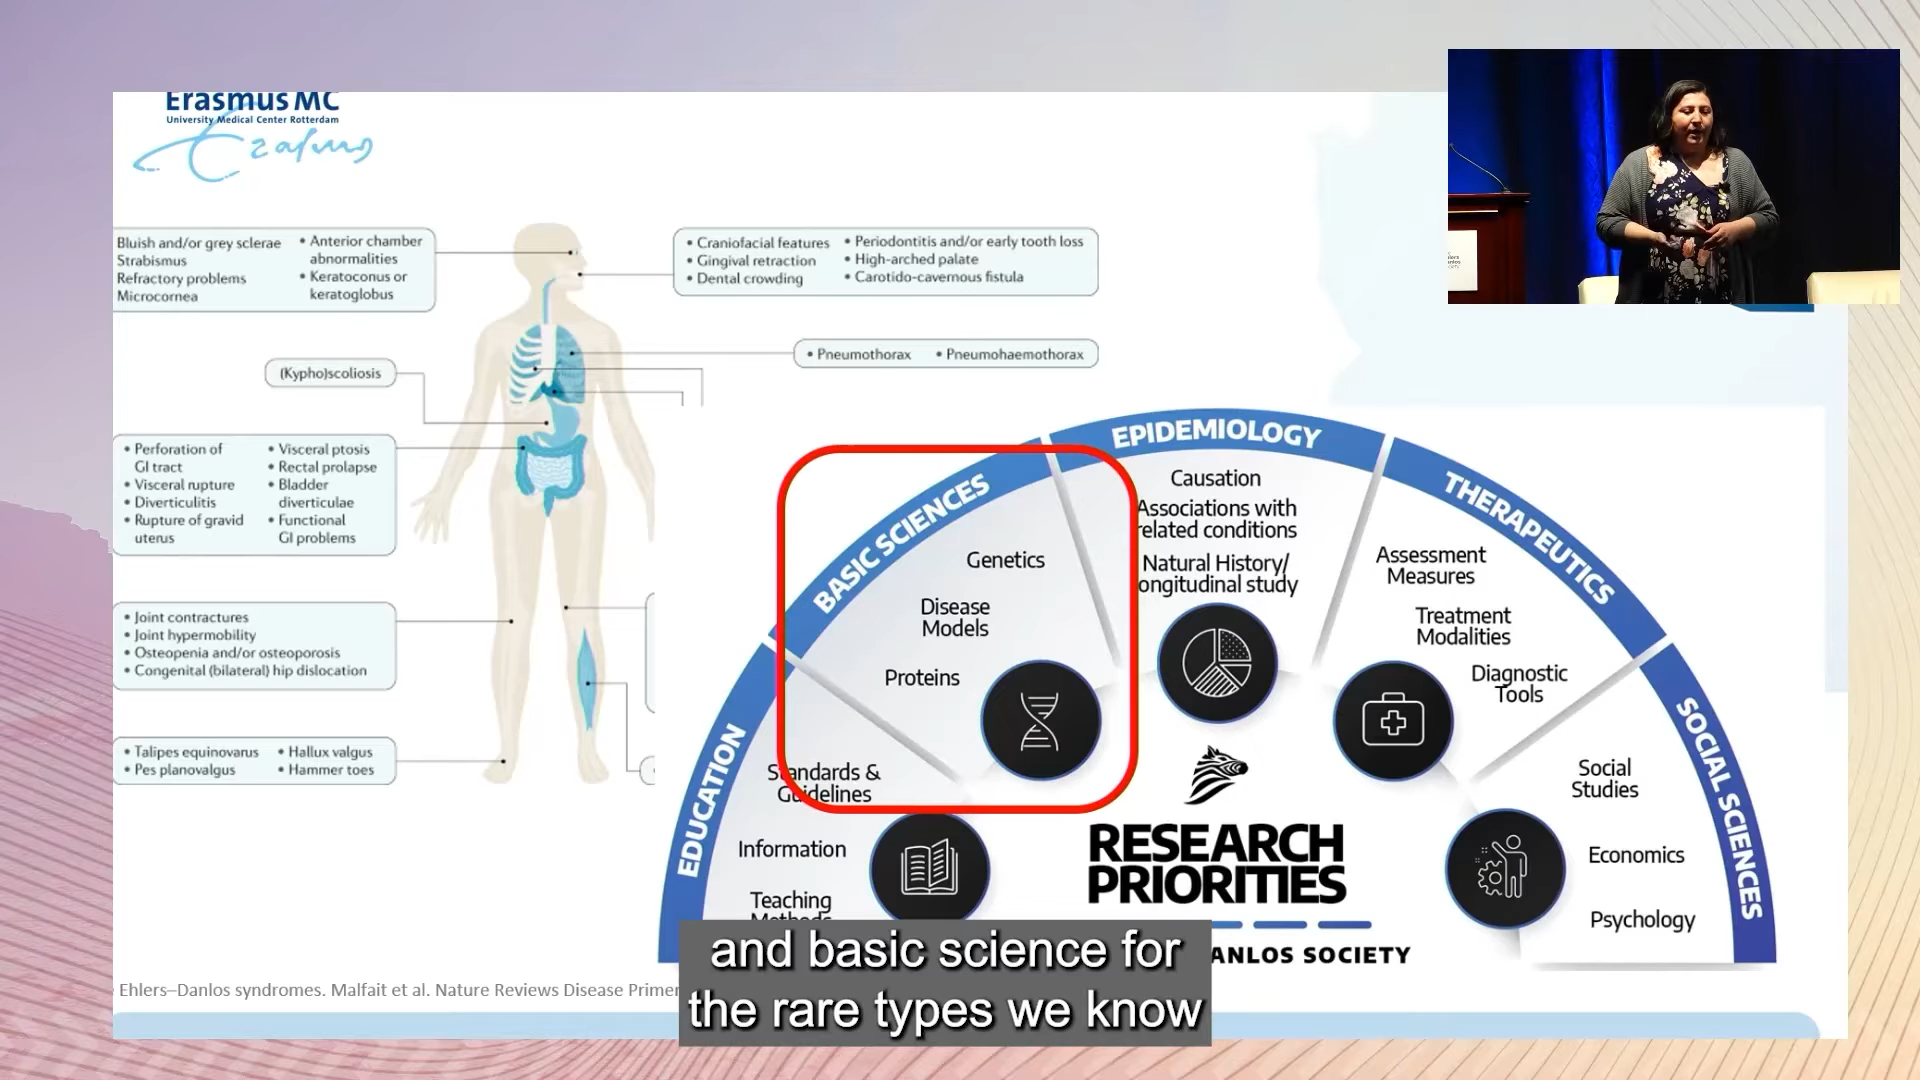 Erasmus MC
University Medical Center Rotterdam
Erasmus
Bluish and/or grey sclerae
Strabismus
Refractory problems
Microcornea
• Anterior chamber
abnormalities
• Keratoconus or
keratoglobus
• Craniofacial features
• Gingival retraction
• Dental crowding
• Periodontitis and/or early tooth loss
• High-arched palate
• Carotido-cavernous fistula
• Pneumothorax • Pneumohaemothorax
(Kypho)scoliosis
• Perforation of
GI tract
• Visceral rupture
• Diverticulitis
• Rupture of gravid
uterus
• Visceral ptosis
• Rectal prolapse
• Bladder
diverticulae
• Functional
GI problems
• Joint contractures
• Joint hypermobility
• Osteopenia and/or osteoporosis
• Congenital (bilateral) hip dislocation
• Talipes equinovarus
• Pes planovalgus
• Hallux valgus
• Hammer toes
EDUCATION
Standards &
Guidelines
Information
Teaching
Methods
BASIC SCIENCES
Genetics
Disease
Models
Proteins
EPIDEMIOLOGY
Causation
Associations with
related conditions
Natural History/
ongitudinal study
THERAPEUTICS
Assessment
Measures
Treatment
Modalities
Diagnostic
Tools
SOCIAL SCIENCES
Social
Studies
Economics
Psychology
RESEARCH
PRIORITIES
ANLOS SOCIETY
Ehlers–Danlos syndromes. Malfait et al. Nature Reviews Disease Primer
and basic science for
the rare types we know